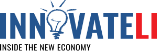 INNOVATELI
INSIDE THE NEW ECONOMY